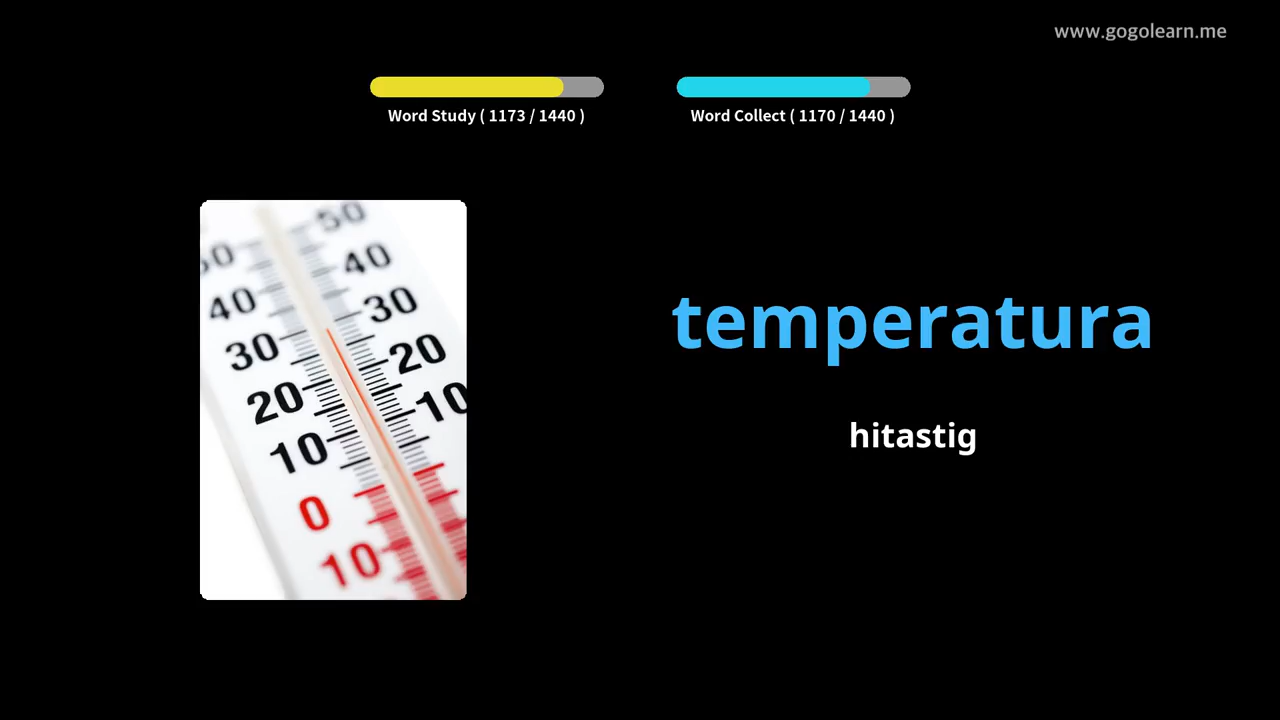 www.gogolearn.me
Word Study ( 1173 / 1440 )
Word Collect ( 1170 / 1440 )
50
40
40
30
30
20
20
10
10
0
10
temperatura
hitastig